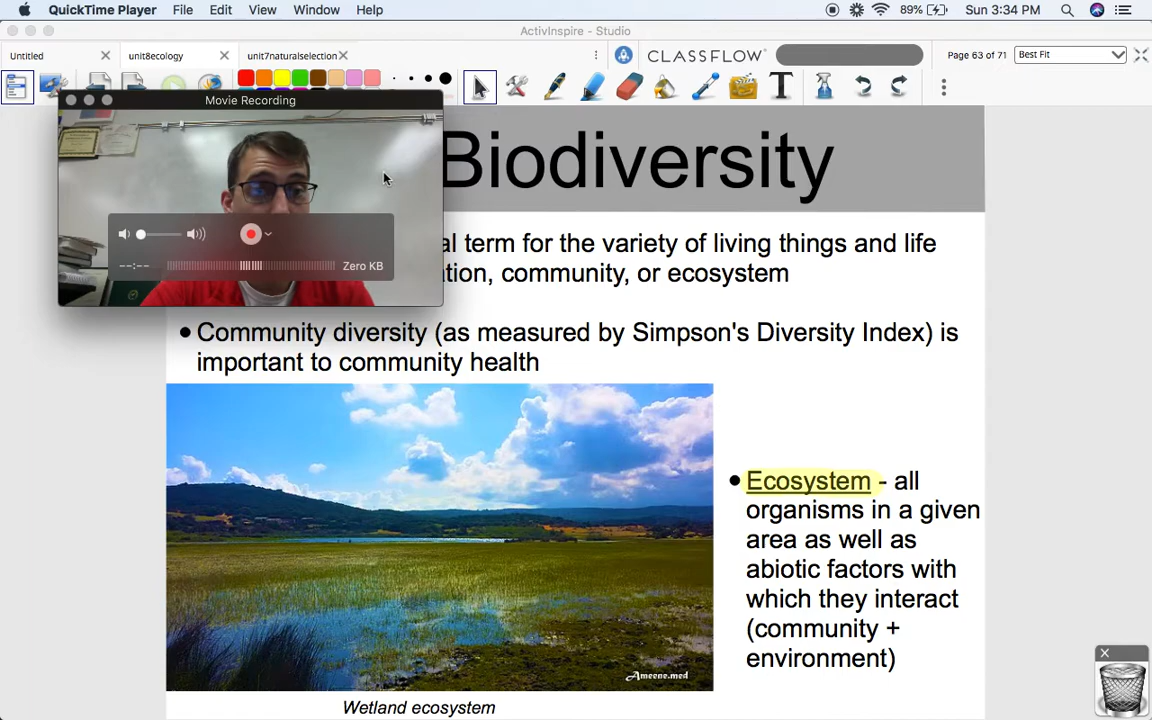 QuickTime Player File Edit View Window Help 89% Sun 3:34 PM
ActivInspire - Studio
Untitled unit8ecology unit7naturalselection CLASSFLOW Page 63 of 71 Best Fit
Movie Recording
Biodiversity
--:-- Zero KB
al term for the variety of living things and life
tion, community, or ecosystem
• Community diversity (as measured by Simpson's Diversity Index) is
important to community health
• Ecosystem - all
organisms in a given
area as well as
abiotic factors with
which they interact
(community +
environment)
Ameene.med
Wetland ecosystem